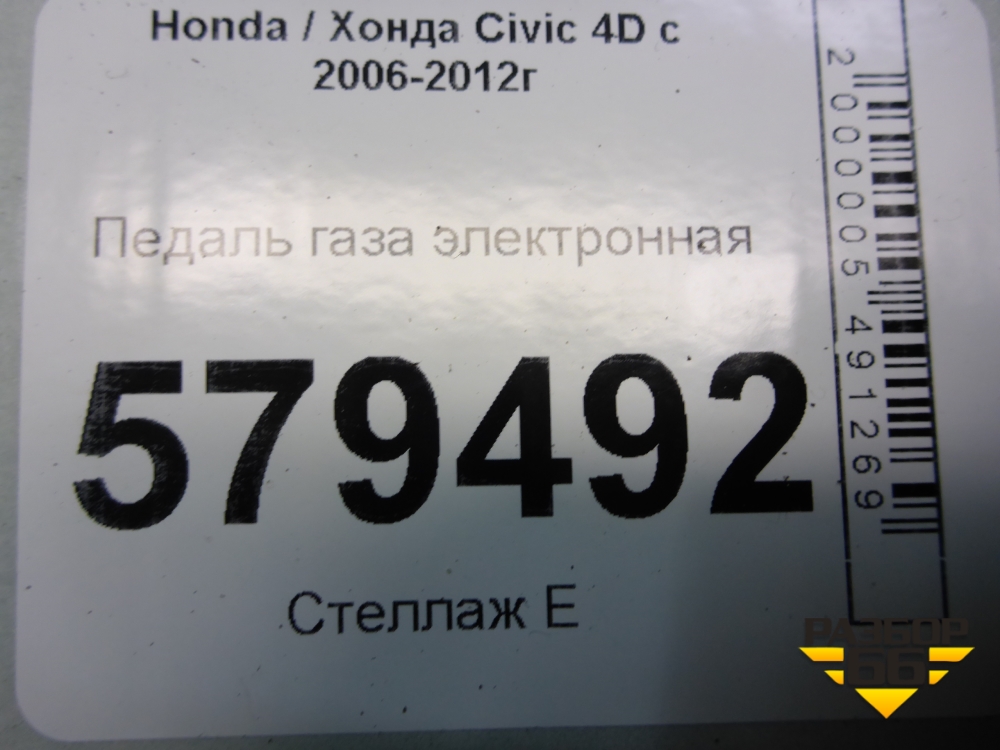 Honda / Хонда Civic 4D с
2006-2012г
Педаль газа электронная
579492
Стеллаж Е
2000005491269
РАЗБОР
66